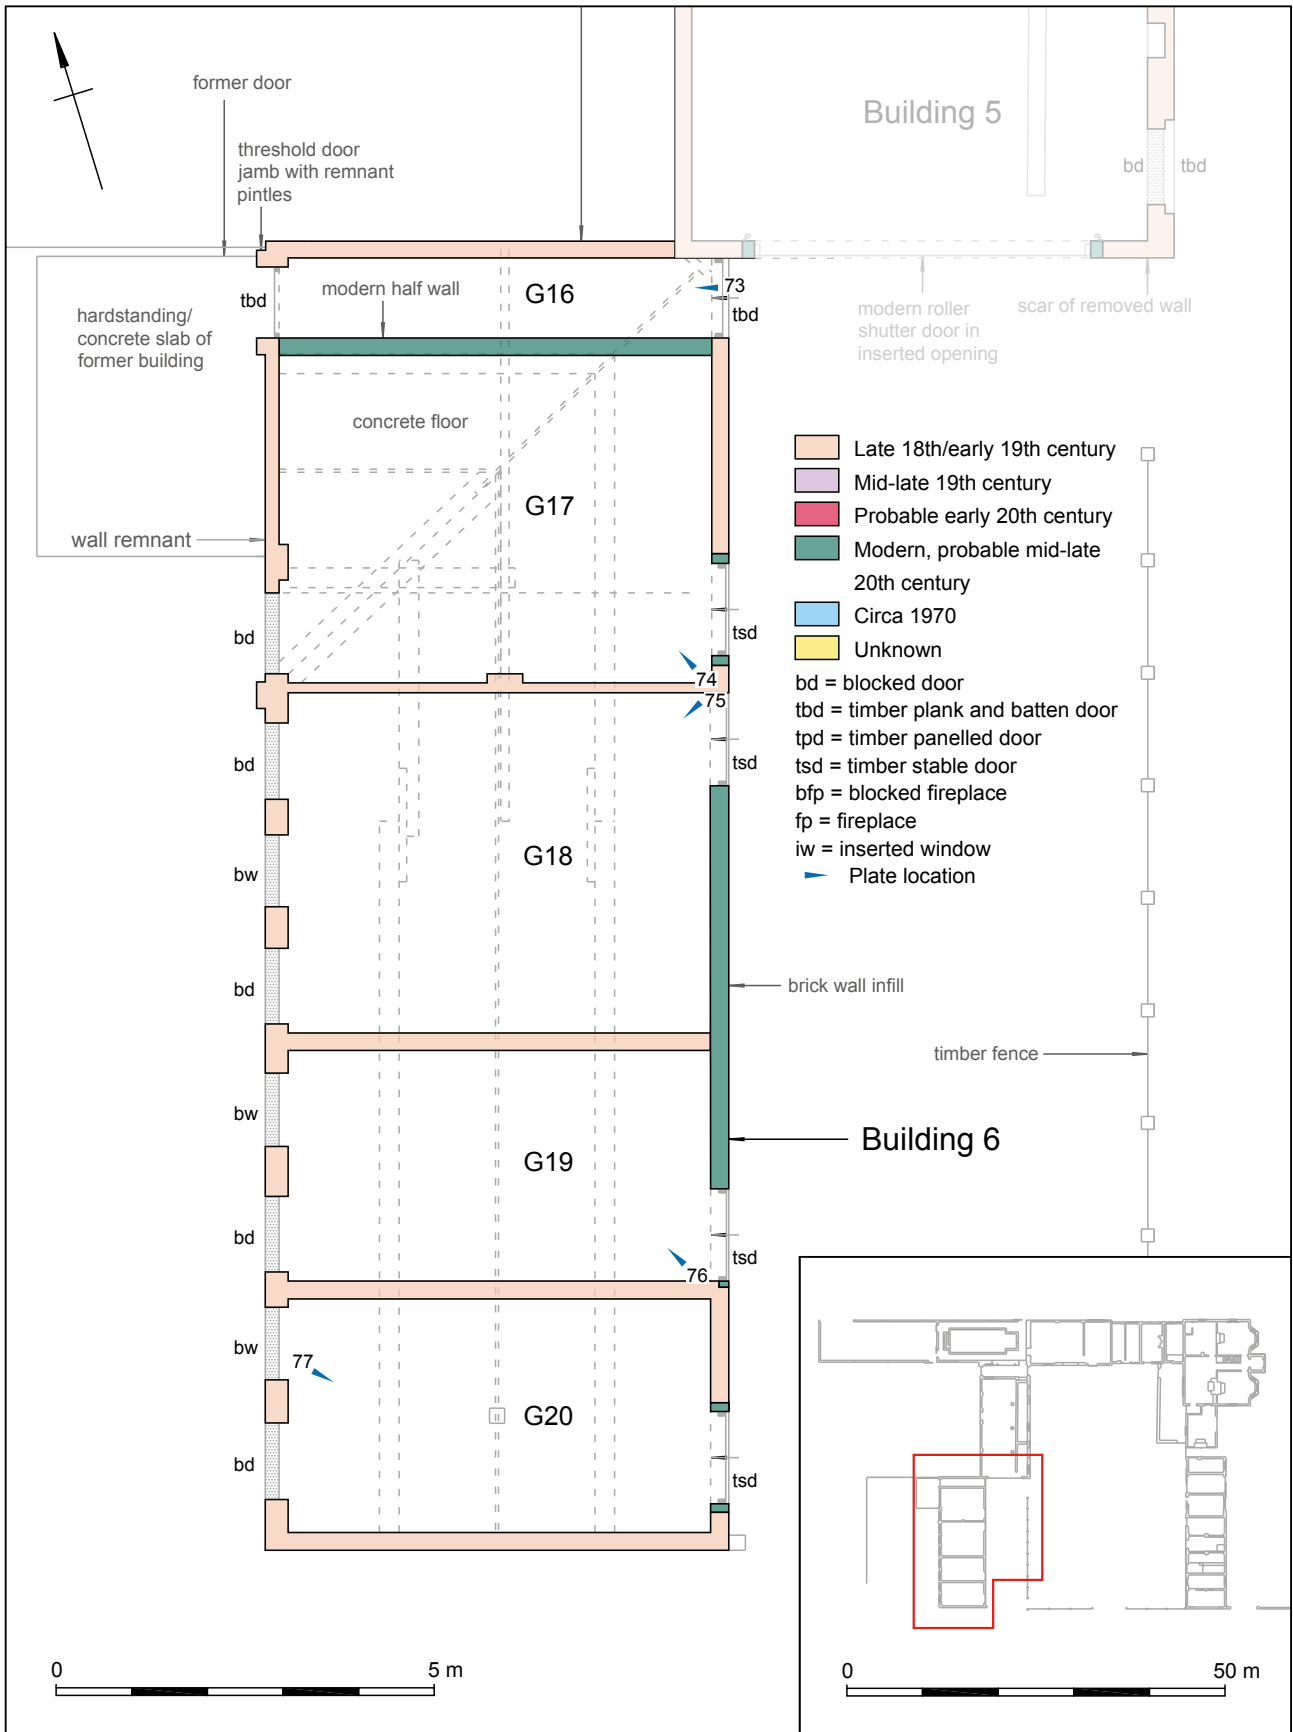 former door
threshold door
jamb with remnant
pintles
Building 5
bd
tbd
73
G16
tbd
tbd
modern half wall
hardstanding/
concrete slab of
former building
modern roller
shutter door in
inserted opening
scar of removed wall
concrete floor
G17
wall remnant
bd
tsd
74
75
Late 18th/early 19th century
Mid-late 19th century
Probable early 20th century
Modern, probable mid-late
20th century
Circa 1970
Unknown
bd = blocked door
tbd = timber plank and batten door
tpd = timber panelled door
tsd = timber stable door
bfp = blocked fireplace
fp = fireplace
iw = inserted window
Plate location
bd
tsd
G18
bw
bd
brick wall infill
timber fence
bw
Building 6
G19
bd
tsd
76
bw
77
G20
bd
tsd
0
5 m
0
50 m